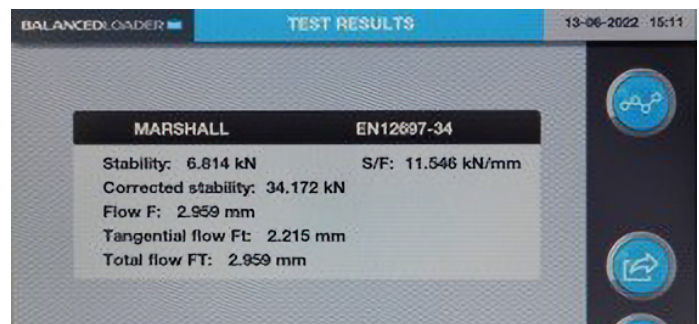 BALANCEDLOADER TEST RESULTS 13-06-2022 15:11
MARSHALL EN12697-34
Stability: 6.814 kN S/F: 11.546 kN/mm
Corrected stability: 34.172 kN
Flow F: 2.959 mm
Tangential flow Ft: 2.215 mm
Total flow FT: 2.959 mm